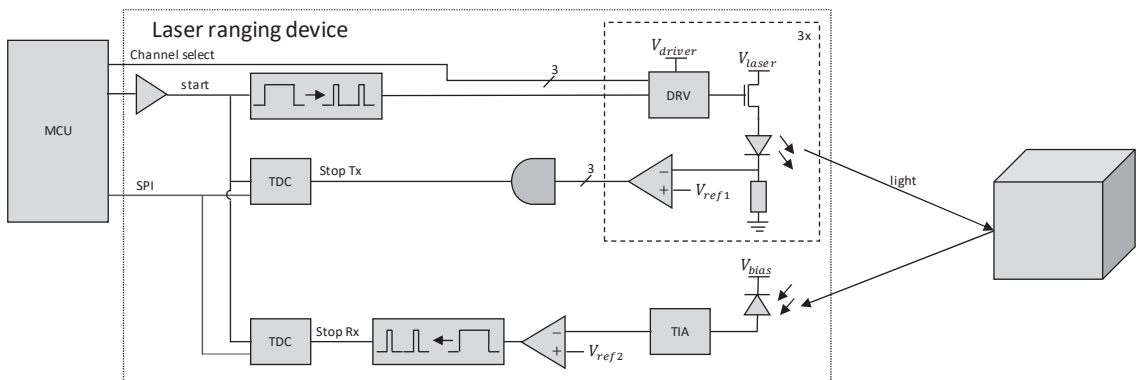 Laser ranging device
3x
Channel select
V_driver
V_laser
3
start
DRV
MCU
SPI
TDC
Stop Tx
3
−
+
V_ref1
light
V_bias
TDC
Stop Rx
−
+
V_ref2
TIA